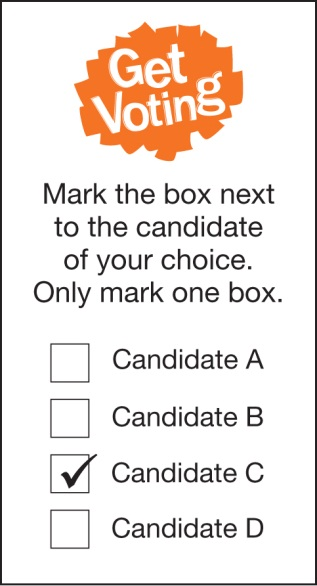 Get
Voting
Mark the box next
to the candidate
of your choice.
Only mark one box.
Candidate A
Candidate B
Candidate C
Candidate D